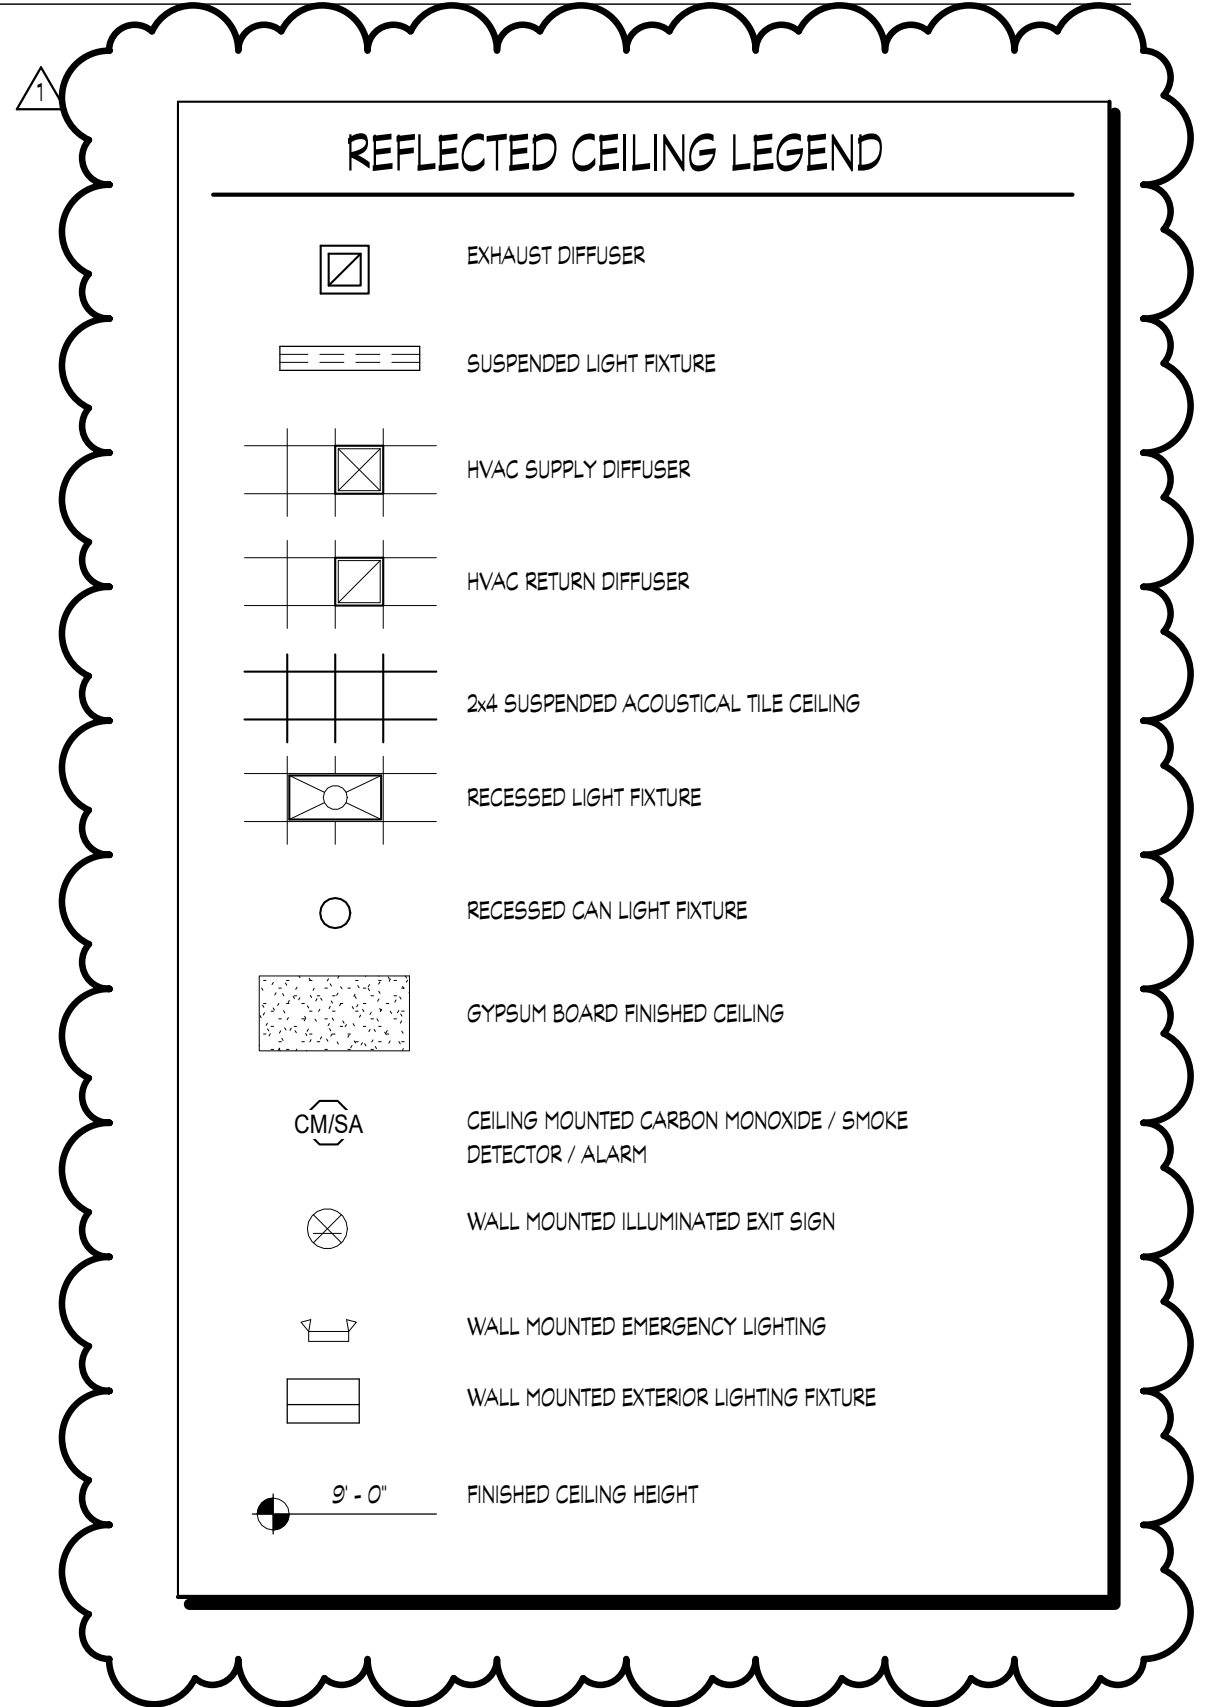 1
REFLECTED CEILING LEGEND
EXHAUST DIFFUSER
SUSPENDED LIGHT FIXTURE
HVAC SUPPLY DIFFUSER
HVAC RETURN DIFFUSER
2x4 SUSPENDED ACOUSTICAL TILE CEILING
RECESSED LIGHT FIXTURE
RECESSED CAN LIGHT FIXTURE
GYPSUM BOARD FINISHED CEILING
CM/SA
CEILING MOUNTED CARBON MONOXIDE / SMOKE
DETECTOR / ALARM
WALL MOUNTED ILLUMINATED EXIT SIGN
WALL MOUNTED EMERGENCY LIGHTING
WALL MOUNTED EXTERIOR LIGHTING FIXTURE
9' - 0" FINISHED CEILING HEIGHT